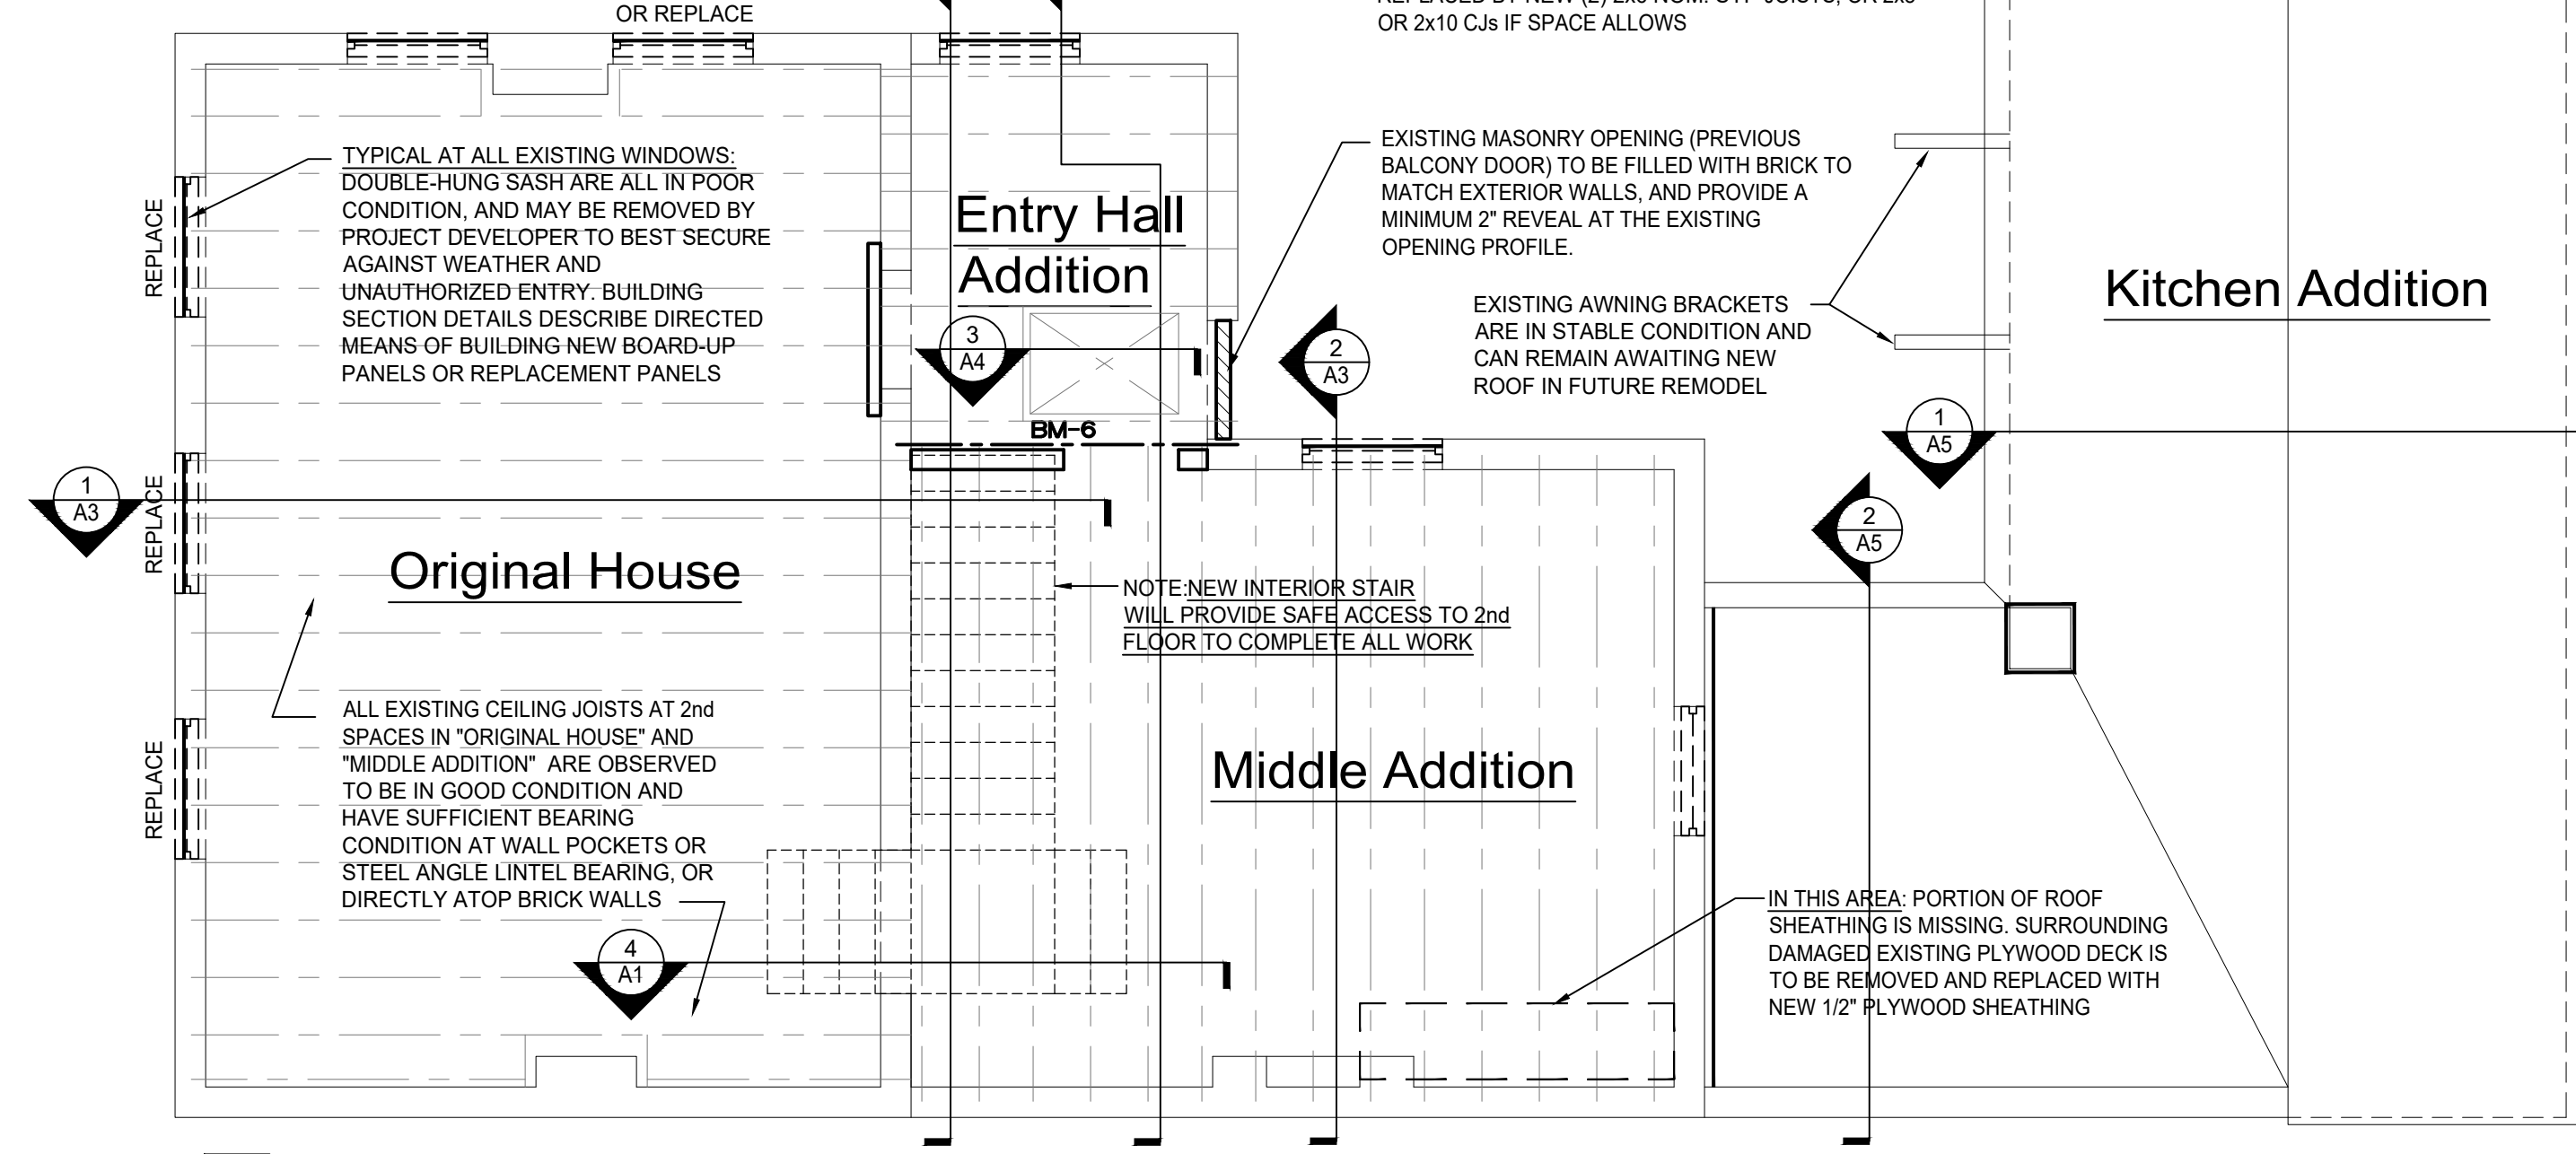 OR REPLACE
REPLACED BY NEW (2) 2x6 NOM. SYP JOISTS, OR 2x8
OR 2x10 CJs IF SPACE ALLOWS
TYPICAL AT ALL EXISTING WINDOWS:
DOUBLE-HUNG SASH ARE ALL IN POOR
CONDITION, AND MAY BE REMOVED BY
PROJECT DEVELOPER TO BEST SECURE
AGAINST WEATHER AND
UNAUTHORIZED ENTRY. BUILDING
SECTION DETAILS DESCRIBE DIRECTED
MEANS OF BUILDING NEW BOARD-UP
PANELS OR REPLACEMENT PANELS
REPLACE
Entry Hall
Addition
EXISTING MASONRY OPENING (PREVIOUS
BALCONY DOOR) TO BE FILLED WITH BRICK TO
MATCH EXTERIOR WALLS, AND PROVIDE A
MINIMUM 2" REVEAL AT THE EXISTING
OPENING PROFILE.
EXISTING AWNING BRACKETS
ARE IN STABLE CONDITION AND
CAN REMAIN AWAITING NEW
ROOF IN FUTURE REMODEL
Kitchen Addition
3
A4
2
A3
BM-6
1
A5
1
A3
REPLACE
2
A5
Original House
NOTE:NEW INTERIOR STAIR
WILL PROVIDE SAFE ACCESS TO 2nd
FLOOR TO COMPLETE ALL WORK
REPLACE
ALL EXISTING CEILING JOISTS AT 2nd
SPACES IN "ORIGINAL HOUSE" AND
"MIDDLE ADDITION" ARE OBSERVED
TO BE IN GOOD CONDITION AND
HAVE SUFFICIENT BEARING
CONDITION AT WALL POCKETS OR
STEEL ANGLE LINTEL BEARING, OR
DIRECTLY ATOP BRICK WALLS
Middle Addition
4
A1
IN THIS AREA: PORTION OF ROOF
SHEATHING IS MISSING. SURROUNDING
DAMAGED EXISTING PLYWOOD DECK IS
TO BE REMOVED AND REPLACED WITH
NEW 1/2" PLYWOOD SHEATHING